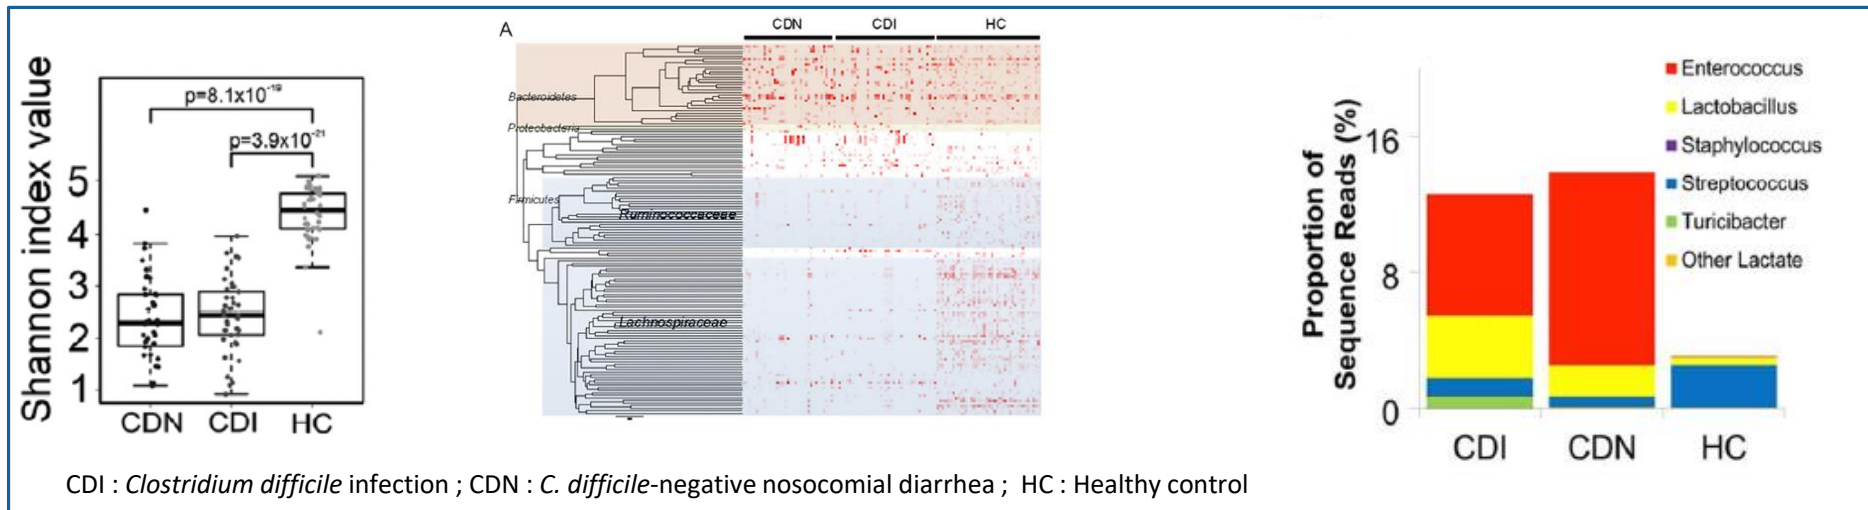 Shannon index value
p=8.1x10⁻¹⁹
p=3.9x10⁻²¹
5
4
3
2
1
CDN CDI HC
A
CDN CDI HC
Bacteroidetes
Proteobacteria
Firmicutes
Ruminococcaceae
Lachnospiraceae
Proportion of
Sequence Reads (%)
16
8
0
CDI CDN HC
Enterococcus
Lactobacillus
Staphylococcus
Streptococcus
Turicibacter
Other Lactate
CDI : Clostridium difficile infection ; CDN : C. difficile-negative nosocomial diarrhea ; HC : Healthy control